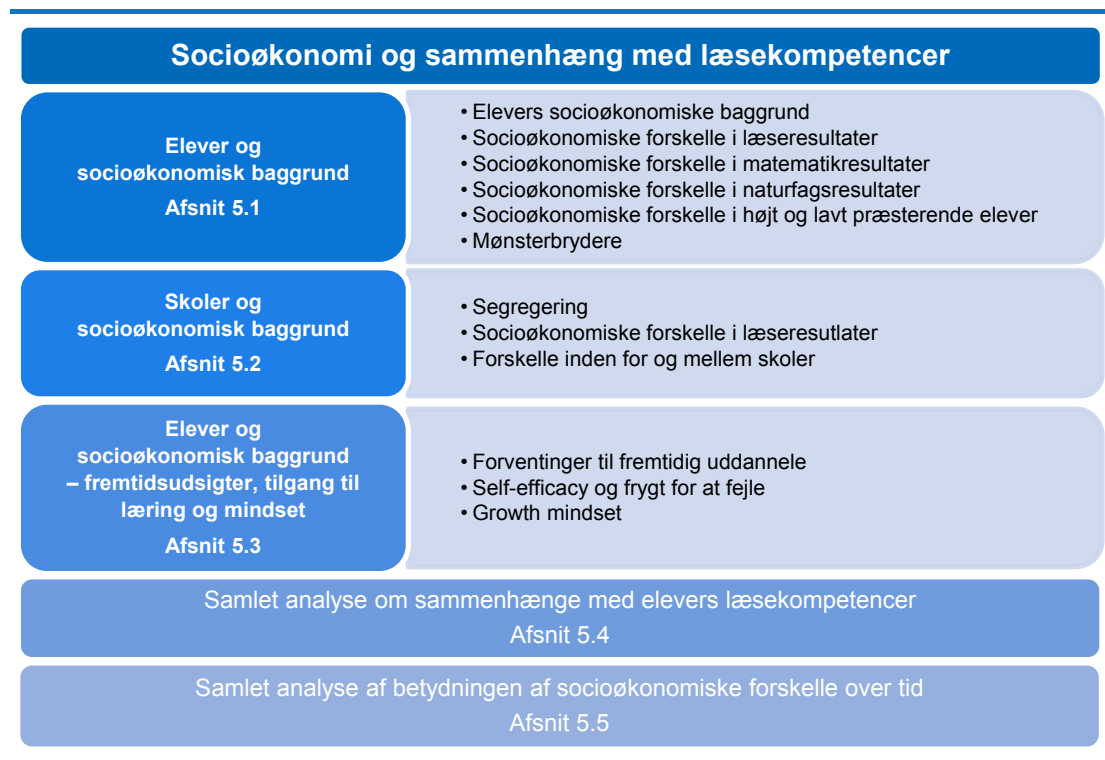 Socioøkonomi og sammenhæng med læsekompetencer
Elever og
socioøkonomisk baggrund
Afsnit 5.1
• Elevers socioøkonomiske baggrund
• Socioøkonomiske forskelle i læseresultater
• Socioøkonomiske forskelle i matematikresultater
• Socioøkonomiske forskelle i naturfagsresultater
• Socioøkonomiske forskelle i højt og lavt præsterende elever
• Mønsterbrydere
Skoler og
socioøkonomisk baggrund
Afsnit 5.2
• Segregering
• Socioøkonomiske forskelle i læseresutlater
• Forskelle inden for og mellem skoler
Elever og
socioøkonomisk baggrund
– fremtidsudsigter, tilgang til
læring og mindset
Afsnit 5.3
• Forventinger til fremtidig uddannele
• Self-efficacy og frygt for at fejle
• Growth mindset
Samlet analyse om sammenhænge med elevers læsekompetencer
Afsnit 5.4
Samlet analyse af betydningen af socioøkonomiske forskelle over tid
Afsnit 5.5